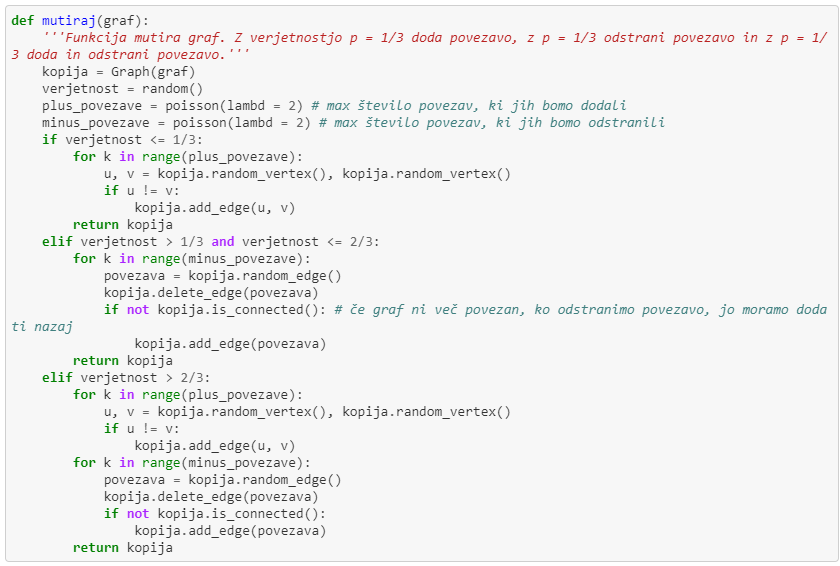 def mutiraj(graf):
    '''Funkcija mutira graf. Z verjetnostjo p = 1/3 doda povezavo, z p = 1/3 odstrani povezavo in z p = 1/
3 doda in odstrani povezavo.'''
    kopija = Graph(graf)
    verjetnost = random()
    plus_povezave = poisson(lambd = 2) # max število povezav, ki jih bomo dodali
    minus_povezave = poisson(lambd = 2) # max število povezav, ki jih bomo odstranili
    if verjetnost <= 1/3:
        for k in range(plus_povezave):
            u, v = kopija.random_vertex(), kopija.random_vertex()
            if u != v:
                kopija.add_edge(u, v)
        return kopija
    elif verjetnost > 1/3 and verjetnost <= 2/3:
        for k in range(minus_povezave):
            povezava = kopija.random_edge()
            kopija.delete_edge(povezava)
            if not kopija.is_connected(): # če graf ni več povezan, ko odstranimo povezavo, jo moramo doda
ti nazaj
                kopija.add_edge(povezava)
        return kopija
    elif verjetnost > 2/3:
        for k in range(plus_povezave):
            u, v = kopija.random_vertex(), kopija.random_vertex()
            if u != v:
                kopija.add_edge(u, v)
        for k in range(minus_povezave):
            povezava = kopija.random_edge()
            kopija.delete_edge(povezava)
            if not kopija.is_connected():
                kopija.add_edge(povezava)
        return kopija